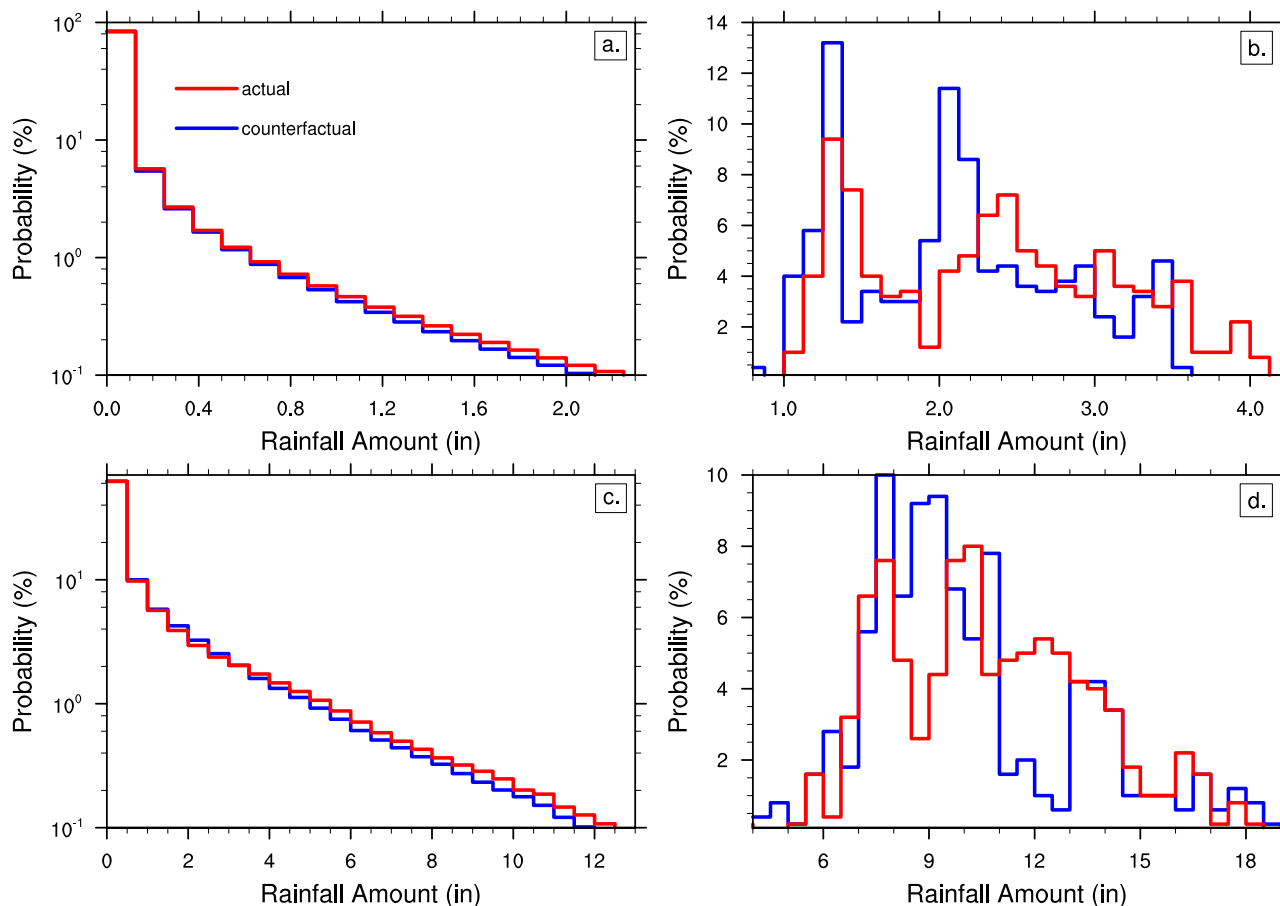 a.
actual
counterfactual
10^2
10^1
10^0
10^-1
Probability (%)
0.0 0.4 0.8 1.2 1.6 2.0
Rainfall Amount (in)
b.
14
12
10
8
6
4
2
Probability (%)
1.0 2.0 3.0 4.0
Rainfall Amount (in)
c.
10^1
10^0
10^-1
Probability (%)
0 2 4 6 8 10 12
Rainfall Amount (in)
d.
10
8
6
4
2
Probability (%)
6 9 12 15 18
Rainfall Amount (in)